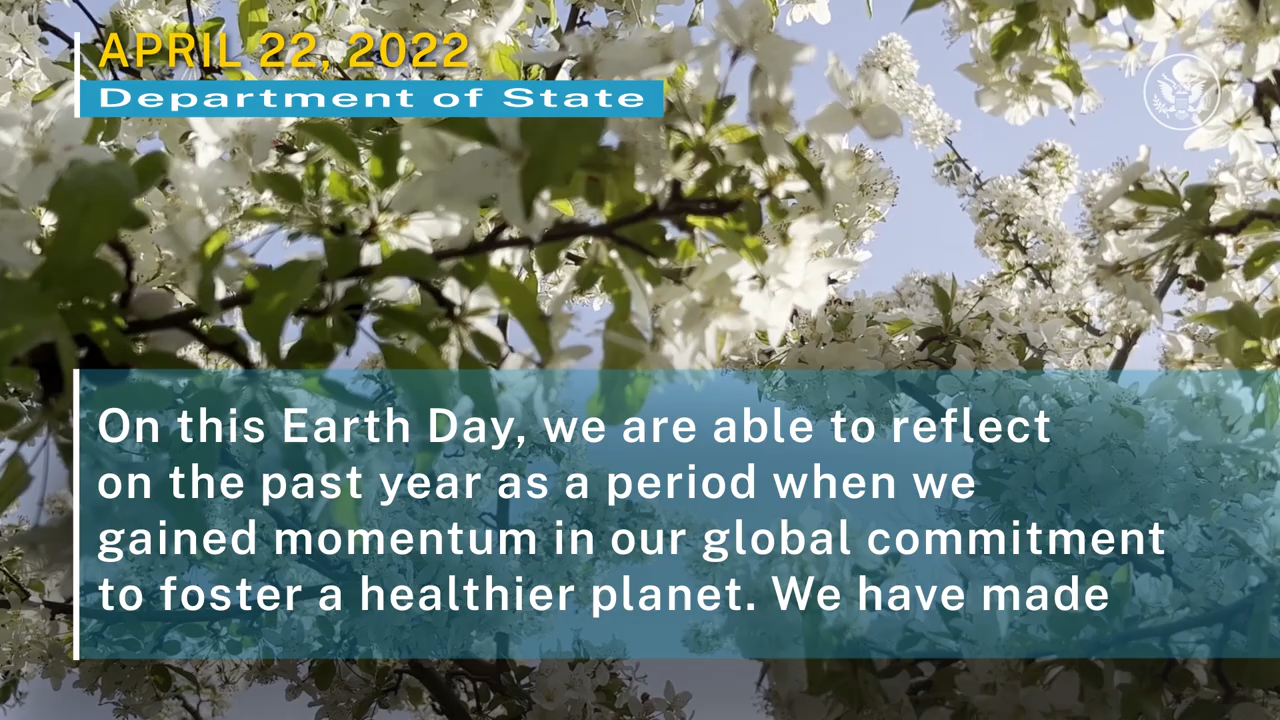 APRIL 22, 2022
Department of State
On this Earth Day, we are able to reflect
on the past year as a period when we
gained momentum in our global commitment
to foster a healthier planet. We have made